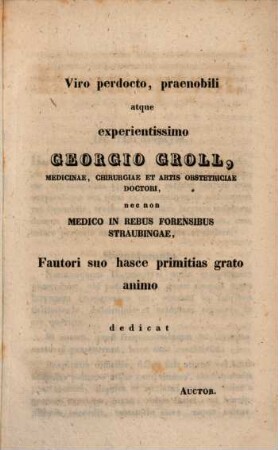 Viro perdocto, praenobili
atque
experientissimo
GEORGIO GROLL,
MEDICINAE, CHIRURGIAE ET ARTIS OBSTETRICIAE
DOCTORI,
nec non
MEDICO IN REBUS FORENSIBUS
STRAUBINGAE,
Fautori suo hasce primitias grato
animo
dedicat
AUCTOR.